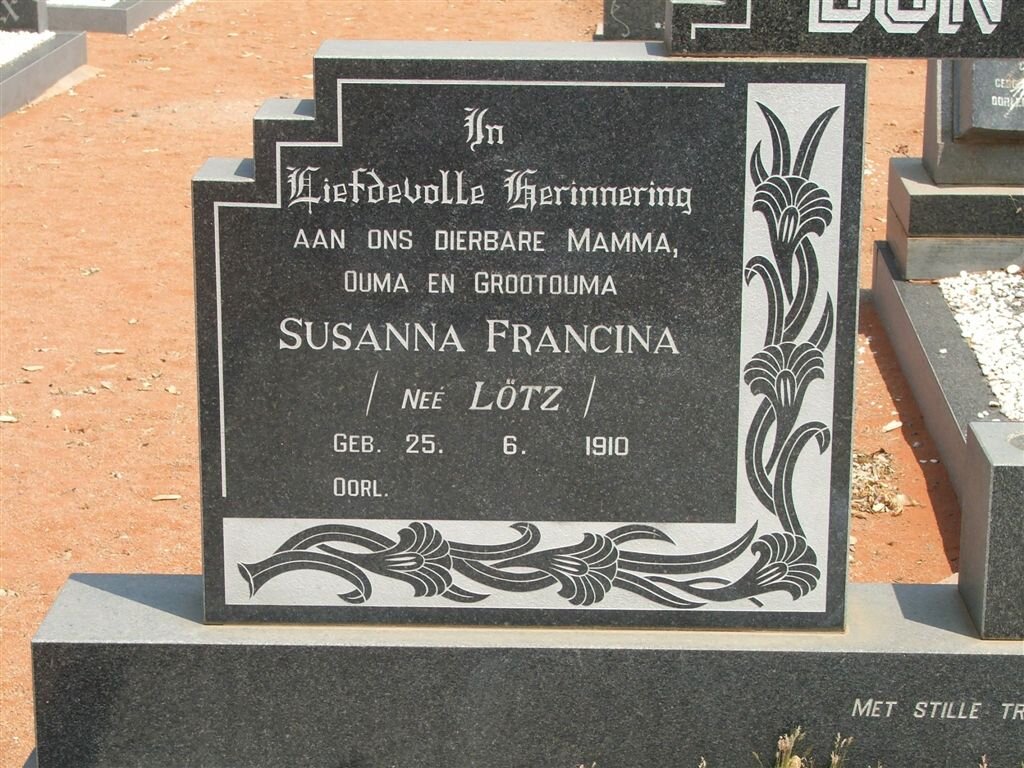 In
Liefdevolle Herinnering
AAN ONS DIERBARE MAMMA,
OUMA EN GROOTOUMA
SUSANNA FRANCINA
/ NEÉ LÖTZ /
GEB. 25. 6. 1910
OORL.
MET STILLE